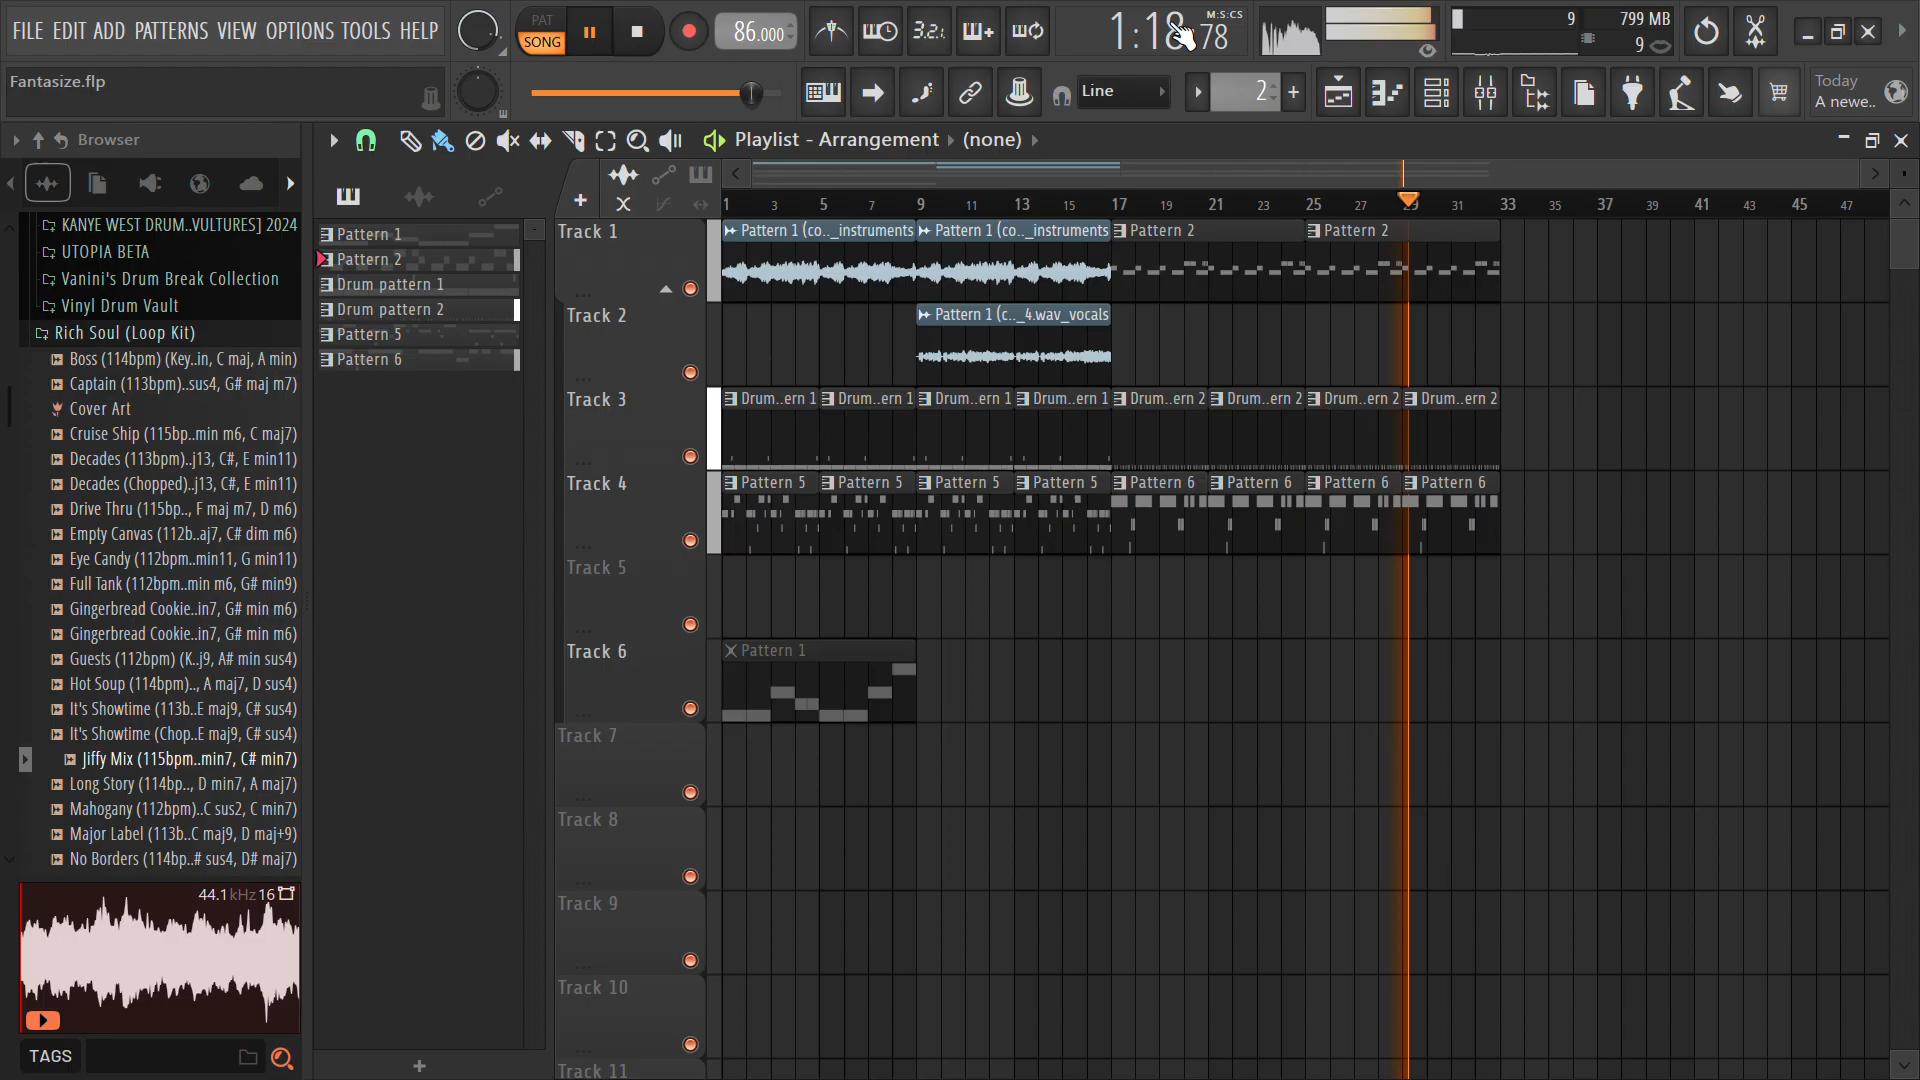 FILE EDIT ADD PATTERNS VIEW OPTIONS TOOLS HELP
PAT
SONG
86.000
3.2.1
M:S:CS
1:18:78
9
799 MB
9
Fantasize.flp
Line
2
Today
A newe..
Browser
Playlist - Arrangement (none)
KANYE WEST DRUM..VULTURES] 2024
UTOPIA BETA
Vanini's Drum Break Collection
Vinyl Drum Vault
Rich Soul (Loop Kit)
Boss (114bpm) (Key..in, C maj, A min)
Captain (113bpm)..sus4, G# maj m7)
Cover Art
Cruise Ship (115bp..min m6, C maj7)
Decades (113bpm)..j13, C#, E min11)
Decades (Chopped)..j13, C#, E min11)
Drive Thru (115bp.., F maj m7, D m6)
Empty Canvas (112b..aj7, C# dim m6)
Eye Candy (112bpm..min11, G min11)
Full Tank (112bpm..min m6, G# min9)
Gingerbread Cookie..in7, G# min m6)
Gingerbread Cookie..in7, G# min m6)
Guests (112bpm) (K..j9, A# min sus4)
Hot Soup (114bpm).., A maj7, D sus4)
It's Showtime (113b..E maj9, C# sus4)
It's Showtime (Chop..E maj9, C# sus4)
Jiffy Mix (115bpm..min7, C# min7)
Long Story (114bp.., D min7, A maj7)
Mahogany (112bpm)..C sus2, C min7)
Major Label (113b..C maj9, D maj+9)
No Borders (114bp..# sus4, D# maj7)
44.1kHz 16
TAGS
Pattern 1
Pattern 2
Drum pattern 1
Drum pattern 2
Pattern 5
Pattern 6
1 3 5 7 9 11 13 15 17 19 21 23 25 27 29 31 33 35 37 39 41 43 45 47
Track 1
Pattern 1 (co.._instruments
Pattern 1 (co.._instruments
Pattern 2
Pattern 2
Track 2
Pattern 1 (c.._4.wav_vocals
Track 3
Drum..ern 1
Drum..ern 1
Drum..ern 1
Drum..ern 1
Drum..ern 2
Drum..ern 2
Drum..ern 2
Drum..ern 2
Track 4
Pattern 5
Pattern 5
Pattern 5
Pattern 5
Pattern 6
Pattern 6
Pattern 6
Pattern 6
Track 5
Track 6
Pattern 1
Track 7
Track 8
Track 9
Track 10
Track 11